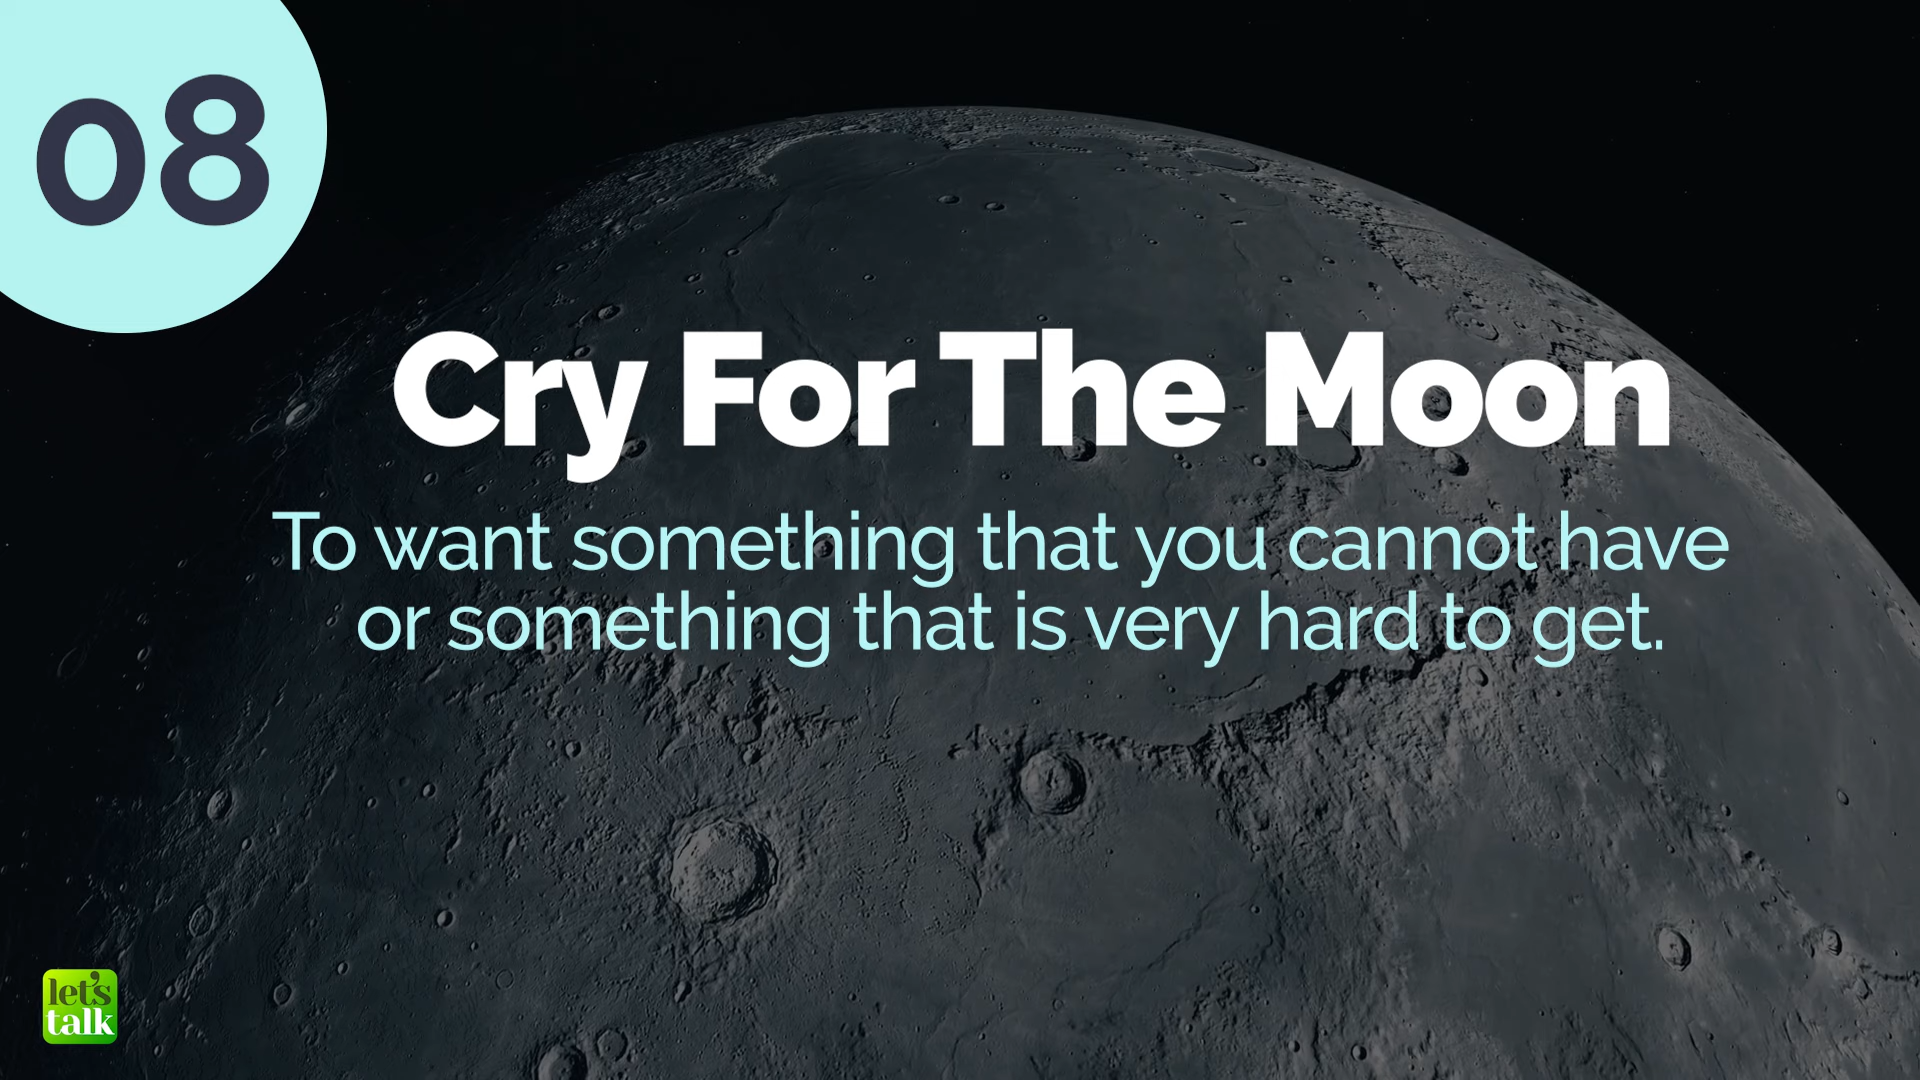 08
Cry For The Moon
To want something that you cannot have
or something that is very hard to get.
let's
talk